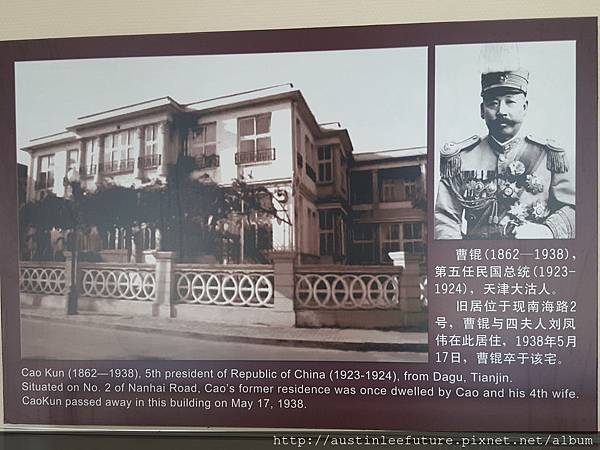 曹锟(1862—1938),
第五任民国总统(1923-
1924),天津大沽人。
旧居位于现南海路2
号,曹锟与四夫人刘凤
伟在此居住,1938年5月
17日,曹锟卒于该宅。
Cao Kun (1862—1938), 5th president of Republic of China (1923-1924), from Dagu, Tianjin.
Situated on No. 2 of Nanhai Road, Cao's former residence was once dwelled by Cao and his 4th wife.
CaoKun passed away in this building on May 17, 1938.
http://austinleefuture.pixnet.net/album